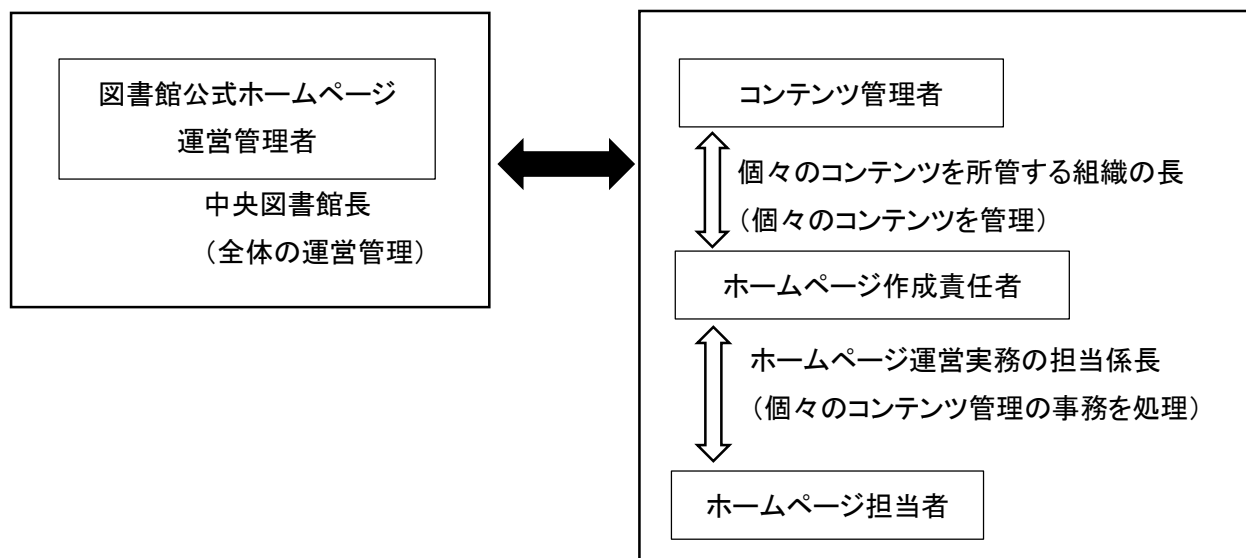 図書館公式ホームページ
運営管理者
中央図書館長
（全体の運営管理）
コンテンツ管理者
個々のコンテンツを所管する組織の長
（個々のコンテンツを管理）
ホームページ作成責任者
ホームページ運営実務の担当係長
（個々のコンテンツ管理の事務を処理）
ホームページ担当者